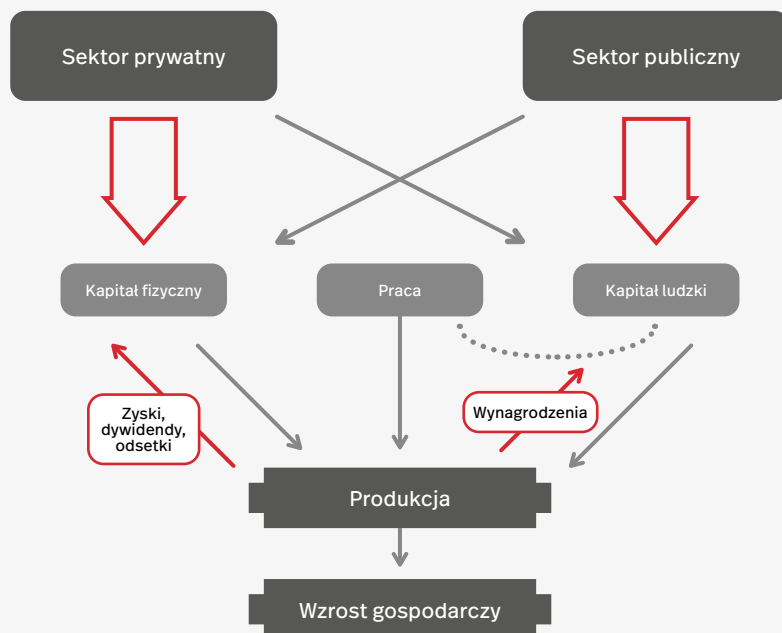 Sektor prywatny
Sektor publiczny
Kapitał fizyczny
Praca
Kapitał ludzki
Zyski,
dywidendy,
odsetki
Wynagrodzenia
Produkcja
Wzrost gospodarczy